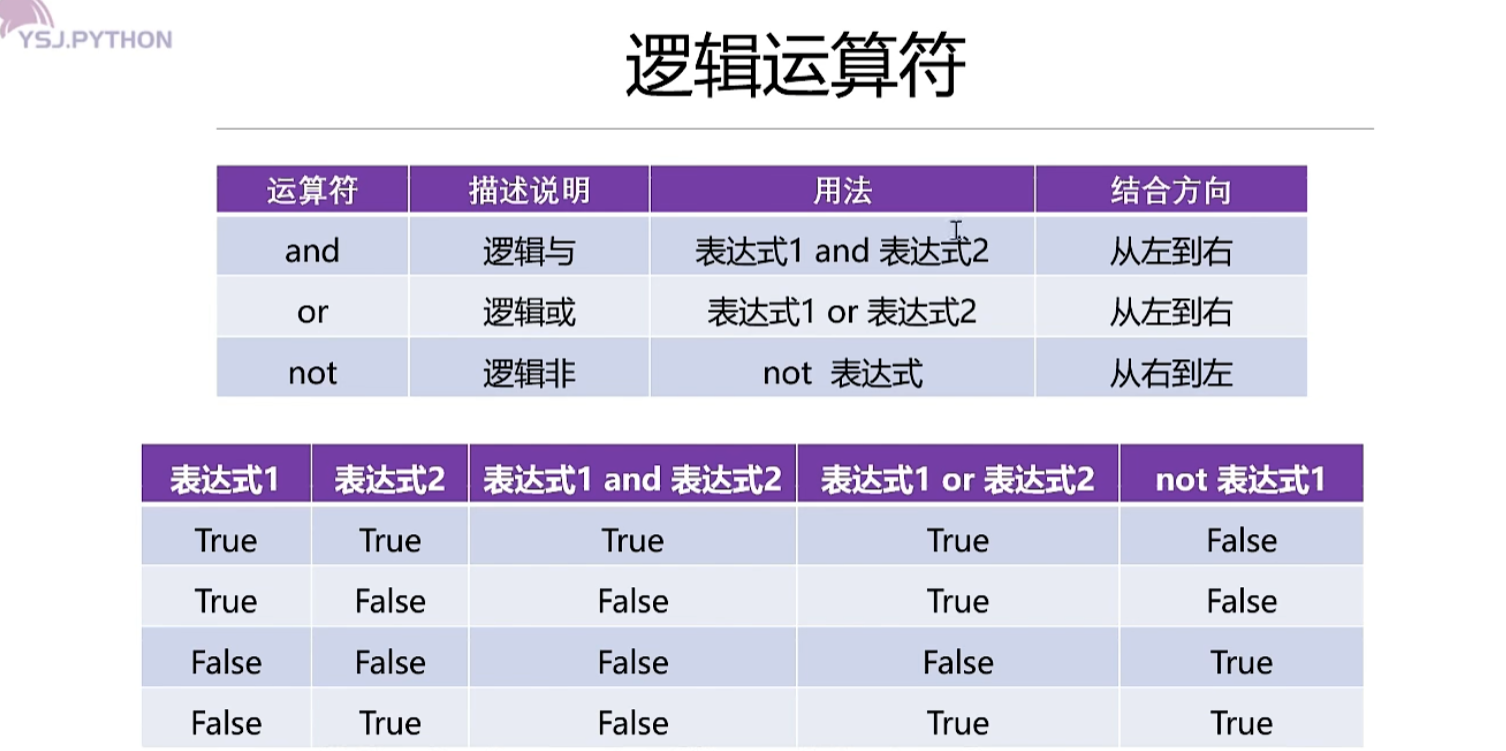 YSJ.PYTHON
逻辑运算符
运算符 描述说明 用法 结合方向
and 逻辑与 表达式1 and 表达式2 从左到右
or 逻辑或 表达式1 or 表达式2 从左到右
not 逻辑非 not 表达式 从右到左
表达式1 表达式2 表达式1 and 表达式2 表达式1 or 表达式2 not 表达式1
True True True True False
True False False True False
False False False False True
False True False True True